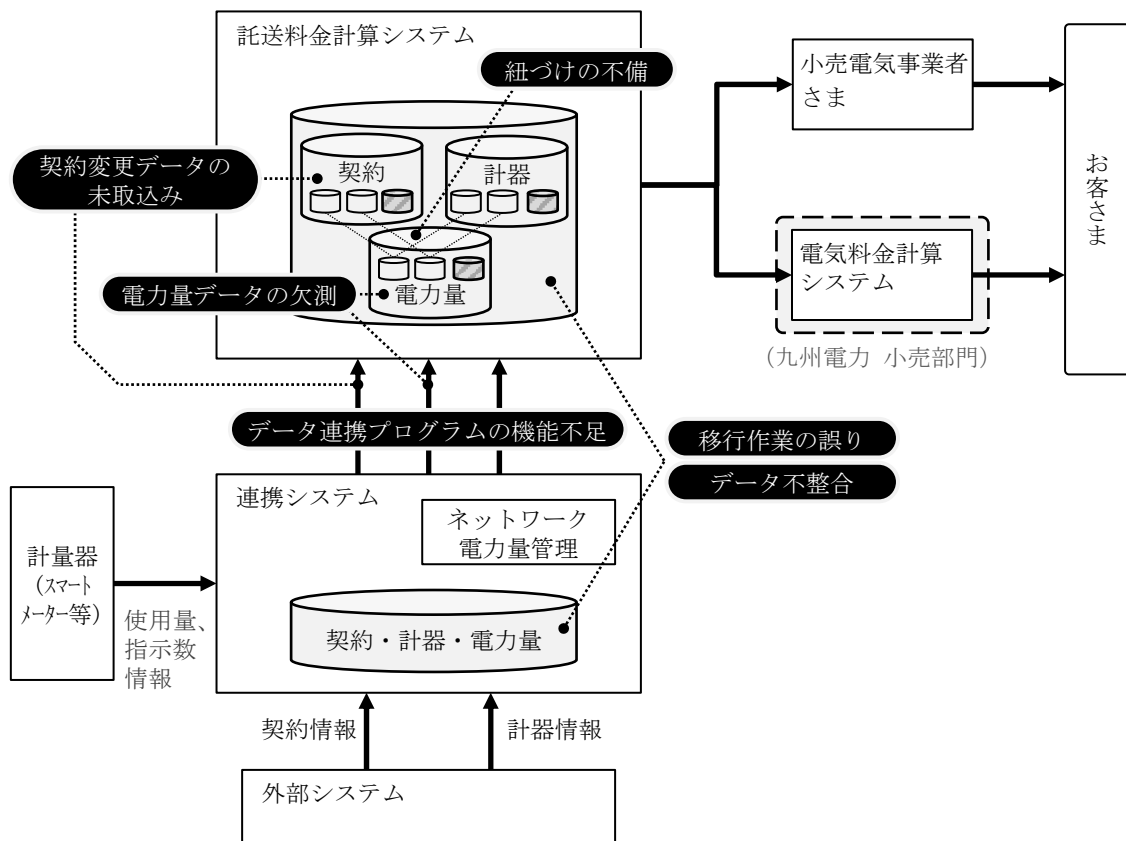 託送料金計算システム
紐づけの不備
小売電気事業者
さま
契約変更データの
未取込み
契約
計器
お客さま
電気料金計算
システム
電力量データの欠測
電力量
（九州電力 小売部門）
データ連携プログラムの機能不足
移行作業の誤り
データ不整合
連携システム
ネットワーク
電力量管理
計量器
（スマート
メーター等）
使用量、
指示数
情報
契約・計器・電力量
契約情報
計器情報
外部システム